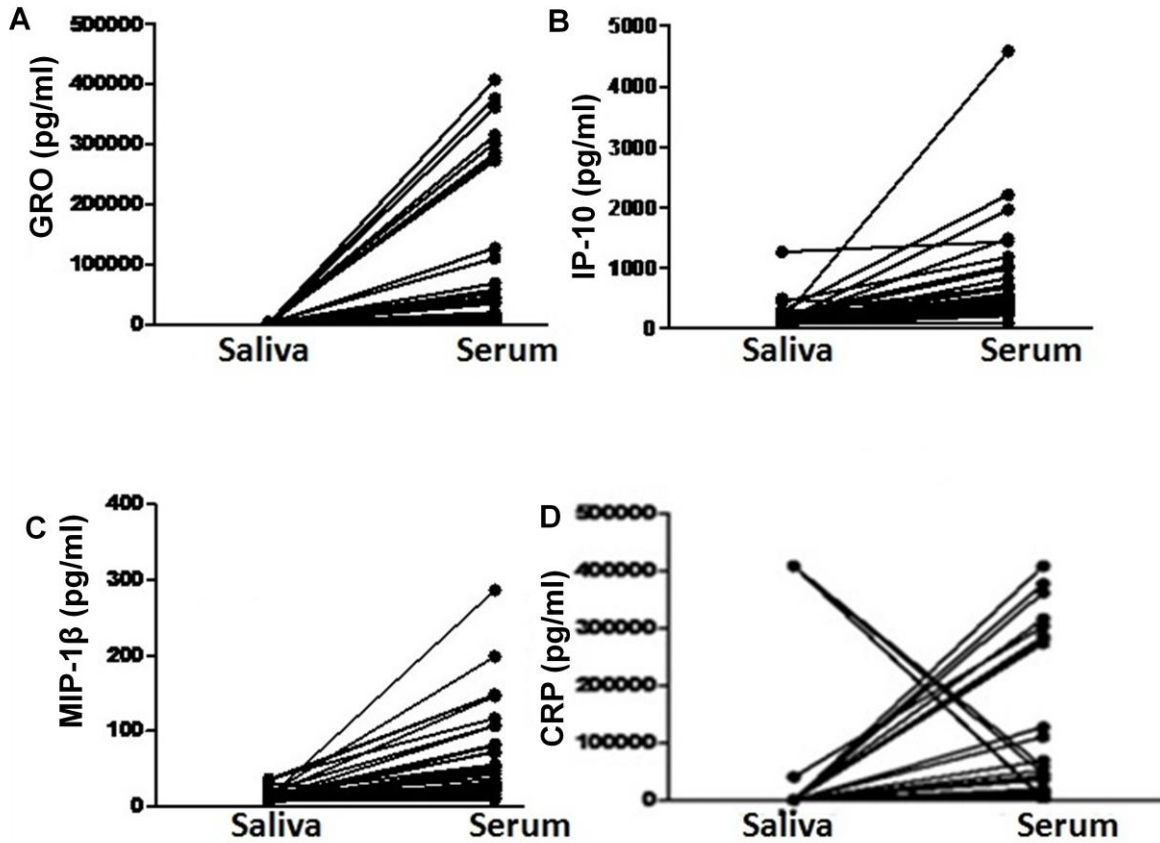 A
GRO (pg/ml)
500000
400000
300000
200000
100000
0
Saliva Serum
B
IP-10 (pg/ml)
5000
4000
3000
2000
1000
0
Saliva Serum
C
MIP-1β (pg/ml)
400
300
200
100
0
Saliva Serum
D
CRP (pg/ml)
500000
400000
300000
200000
100000
0
Saliva Serum